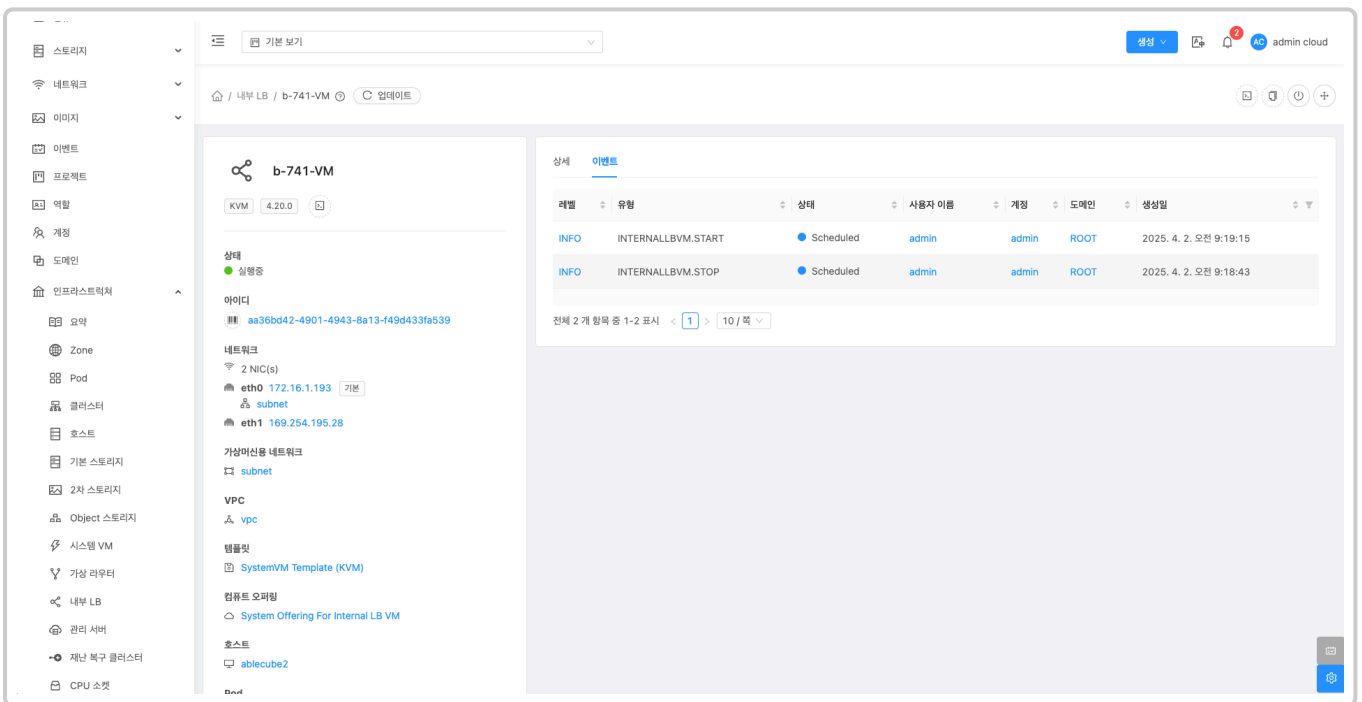 스토리지
네트워크
이미지
이벤트
프로젝트
역할
계정
도메인
인프라스트럭쳐
요약
Zone
Pod
클러스터
호스트
기본 스토리지
2차 스토리지
Object 스토리지
시스템 VM
가상 라우터
내부 LB
관리 서버
재난 복구 클러스터
CPU 소켓
기본 보기
생성
2
AC admin cloud
/ 내부 LB / b-741-VM 업데이트
b-741-VM
KVM 4.20.0
상태
실행중
아이디
aa36bd42-4901-4943-8a13-f49d433fa539
네트워크
2 NIC(s)
eth0 172.16.1.193 기본
subnet
eth1 169.254.195.28
가상머신용 네트워크
subnet
VPC
vpc
템플릿
SystemVM Template (KVM)
컴퓨트 오퍼링
System Offering For Internal LB VM
호스트
ablecube2
Pod
상세 이벤트
레벨 유형 상태 사용자 이름 계정 도메인 생성일
INFO INTERNALLBVM.START Scheduled admin admin ROOT 2025. 4. 2. 오전 9:19:15
INFO INTERNALLBVM.STOP Scheduled admin admin ROOT 2025. 4. 2. 오전 9:18:43
전체 2 개 항목 중 1-2 표시 < 1 > 10 / 쪽